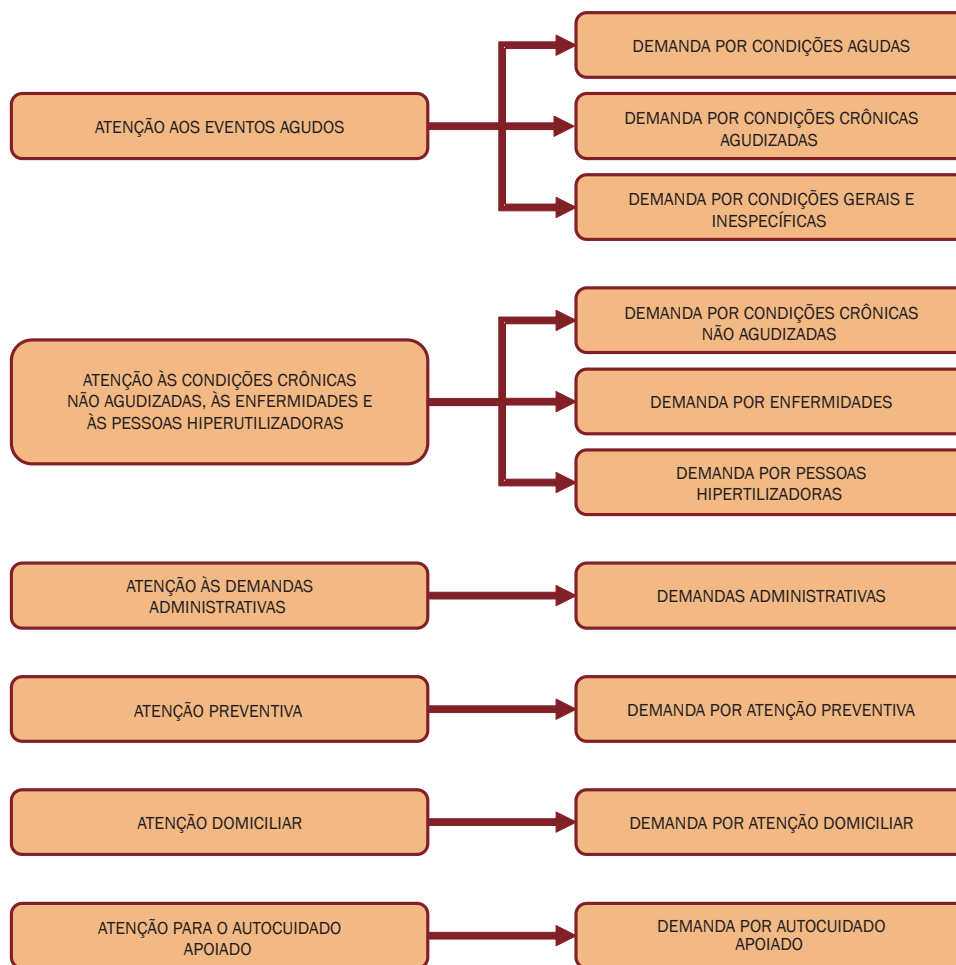 ATENÇÃO AOS EVENTOS AGUDOS
DEMANDA POR CONDIÇÕES AGUDAS
DEMANDA POR CONDIÇÕES CRÔNICAS
AGUDIZADAS
DEMANDA POR CONDIÇÕES GERAIS E
INESPECÍFICAS
ATENÇÃO ÀS CONDIÇÕES CRÔNICAS
NÃO AGUDIZADAS, ÀS ENFERMIDADES E
ÀS PESSOAS HIPERUTILIZADORAS
DEMANDA POR CONDIÇÕES CRÔNICAS
NÃO AGUDIZADAS
DEMANDA POR ENFERMIDADES
DEMANDA POR PESSOAS
HIPERTILIZADORAS
ATENÇÃO ÀS DEMANDAS
ADMINISTRATIVAS
DEMANDAS ADMINISTRATIVAS
ATENÇÃO PREVENTIVA
DEMANDA POR ATENÇÃO PREVENTIVA
ATENÇÃO DOMICILIAR
DEMANDA POR ATENÇÃO DOMICILIAR
ATENÇÃO PARA O AUTOCUIDADO
APOIADO
DEMANDA POR AUTOCUIDADO
APOIADO